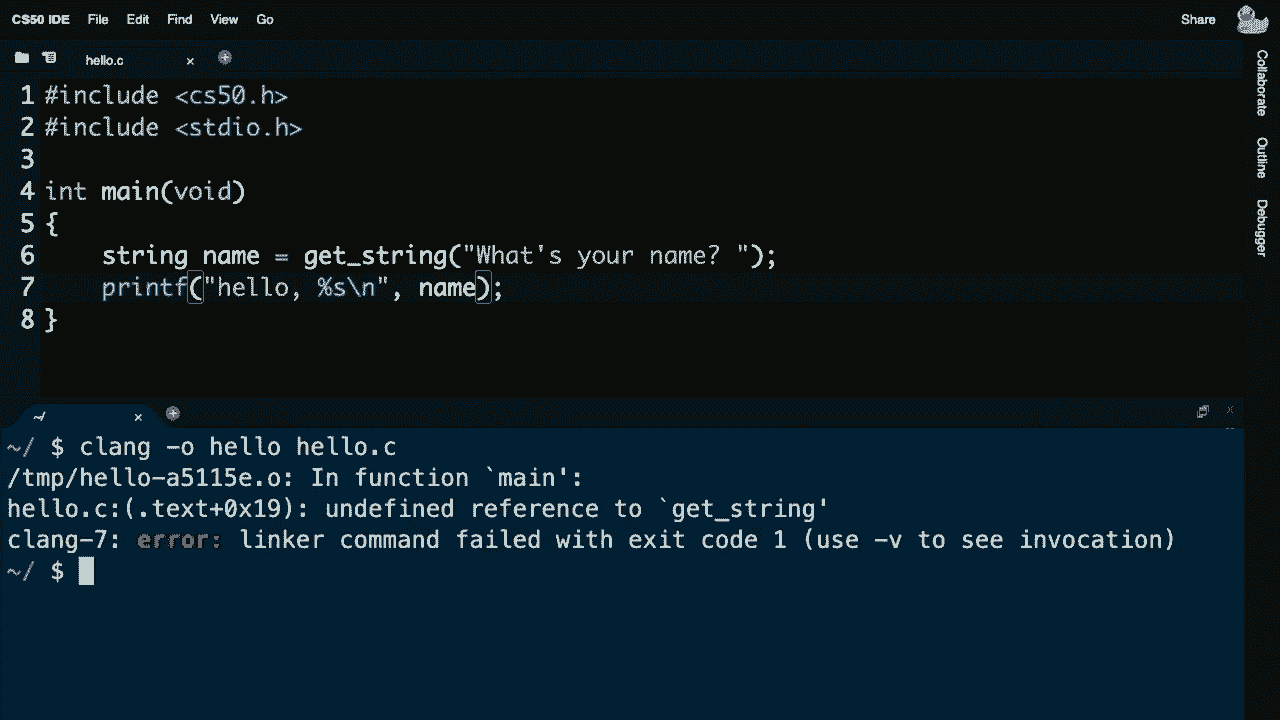 CS50 IDE File Edit Find View Go Share
hello.c
1 #include <cs50.h>
2 #include <stdio.h>
3
4 int main(void)
5 {
6     string name = get_string("What's your name? ");
7     printf("hello, %s\n", name);
8 }
Collaborate
Outline
Debugger
~/ $ clang -o hello hello.c
/tmp/hello-a5115e.o: In function `main':
hello.c:(.text+0x19): undefined reference to `get_string'
clang-7: error: linker command failed with exit code 1 (use -v to see invocation)
~/ $